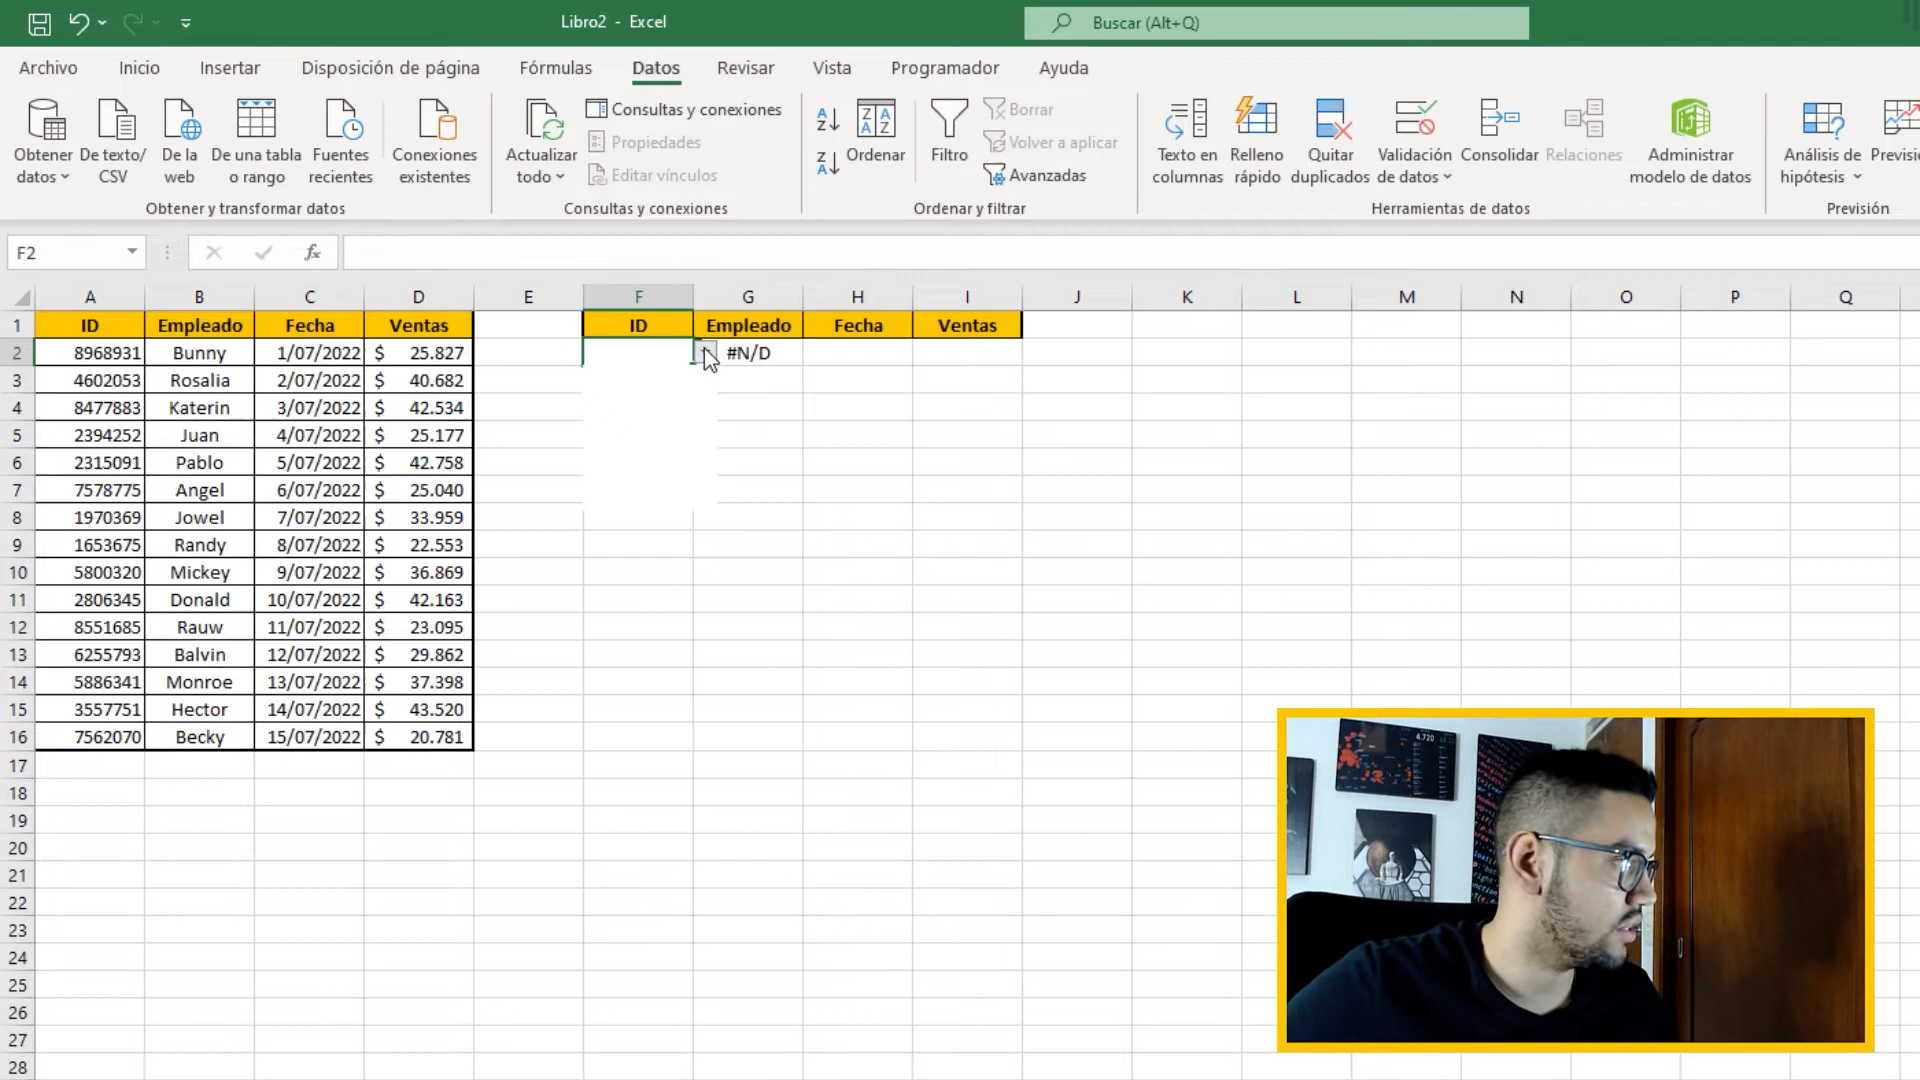 Libro2 - Excel
Buscar (Alt+Q)
Archivo Inicio Insertar Disposición de página Fórmulas Datos Revisar Vista Programador Ayuda
Obtener datos
De texto/ CSV
De la web
De una tabla o rango
Fuentes recientes
Conexiones existentes
Obtener y transformar datos
Actualizar todo
Consultas y conexiones
Propiedades
Editar vínculos
Consultas y conexiones
Ordenar
Filtro
Borrar
Volver a aplicar
Avanzadas
Ordenar y filtrar
Texto en columnas
Relleno rápido
Quitar duplicados
Validación de datos
Consolidar
Relaciones
Administrar modelo de datos
Herramientas de datos
Análisis de hipótesis
Previsión
F2 fx
A B C D E F G H I J K L M N O P Q
1 ID Empleado Fecha Ventas ID Empleado Fecha Ventas
2 8968931 Bunny 1/07/2022 $ 25.827 #N/D
3 4602053 Rosalia 2/07/2022 $ 40.682
4 8477883 Katerin 3/07/2022 $ 42.534
5 2394252 Juan 4/07/2022 $ 25.177
6 2315091 Pablo 5/07/2022 $ 42.758
7 7578775 Angel 6/07/2022 $ 25.040
8 1970369 Jowel 7/07/2022 $ 33.959
9 1653675 Randy 8/07/2022 $ 22.553
10 5800320 Mickey 9/07/2022 $ 36.869
11 2806345 Donald 10/07/2022 $ 42.163
12 8551685 Rauw 11/07/2022 $ 23.095
13 6255793 Balvin 12/07/2022 $ 29.862
14 5886341 Monroe 13/07/2022 $ 37.398
15 3557751 Hector 14/07/2022 $ 43.520
16 7562070 Becky 15/07/2022 $ 20.781
17
18
19
20
21
22
23
24
25
26
27
28
4.720